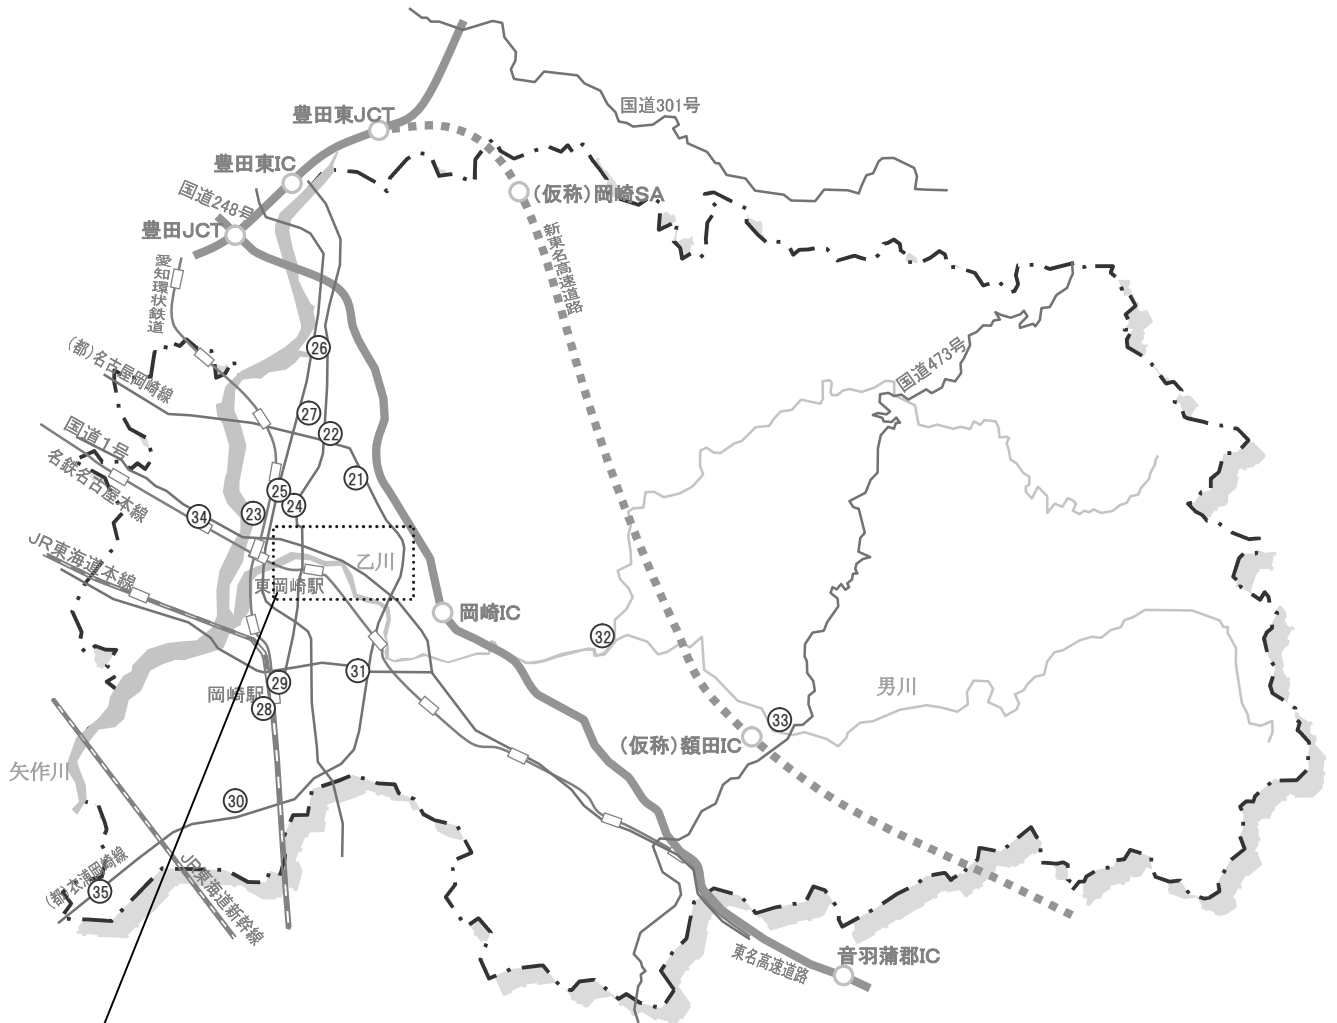 国道301号
豊田東JCT
豊田東IC
国道248号
(仮称)岡崎SA
豊田JCT
新東名高速道路
愛知環状鉄道
(都)名古屋岡崎線
26
国道473号
27
22
国道1号
21
名鉄名古屋本線
25
24
23
34
JR東海道本線
乙川
東岡崎駅
岡崎IC
32
31
29
岡崎駅
28
男川
33
(仮称)額田IC
矢作川
30
(都)衣浦岡崎線
35
JR東海道新幹線
東名高速道路
音羽蒲郡IC